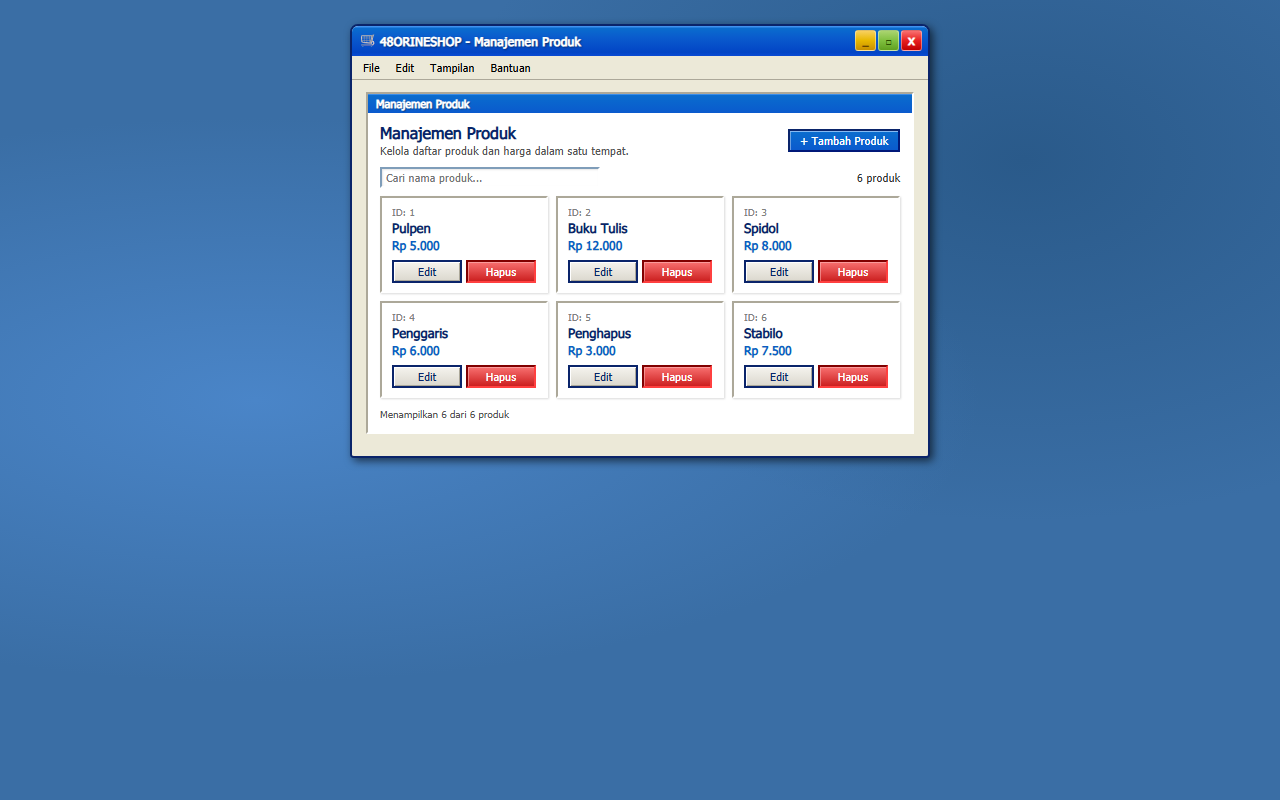 48ORINESHOP - Manajemen Produk
File Edit Tampilan Bantuan
Manajemen Produk
Manajemen Produk
Kelola daftar produk dan harga dalam satu tempat.
+ Tambah Produk
Cari nama produk...
6 produk
ID: 1
Pulpen
Rp 5.000
Edit Hapus
ID: 2
Buku Tulis
Rp 12.000
Edit Hapus
ID: 3
Spidol
Rp 8.000
Edit Hapus
ID: 4
Penggaris
Rp 6.000
Edit Hapus
ID: 5
Penghapus
Rp 3.000
Edit Hapus
ID: 6
Stabilo
Rp 7.500
Edit Hapus
Menampilkan 6 dari 6 produk